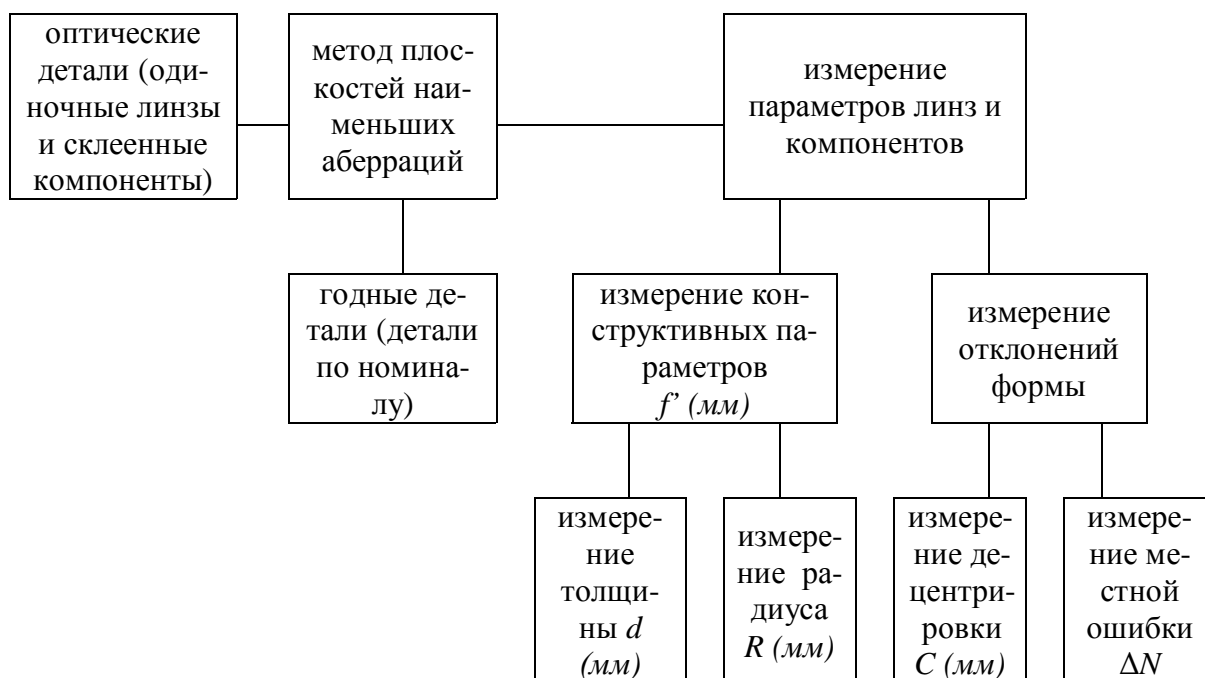 оптические
детали (оди-
ночные линзы
и склеенные
компоненты)
метод плос-
костей наи-
меньших
аберраций
измерение
параметров линз и
компонентов
годные де-
тали (детали
по номина-
лу)
измерение кон-
структивных па-
раметров
f’ (мм)
измерение
отклонений
формы
измере-
ние
толщи-
ны d
(мм)
измере-
ние ра-
диуса
R (мм)
измере-
ние де-
центри-
ровки
C (мм)
измере-
ние ме-
стной
ошибки
ΔN